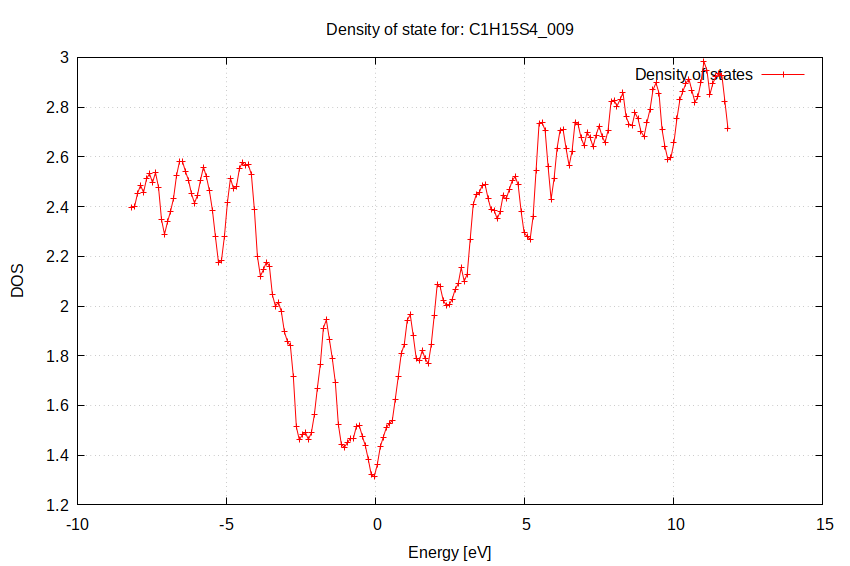 Density of state for: C1H15S4_009
Density of states
3
2.8
2.6
2.4
2.2
2
1.8
1.6
1.4
1.2
DOS
-10 -5 0 5 10 15
Energy [eV]